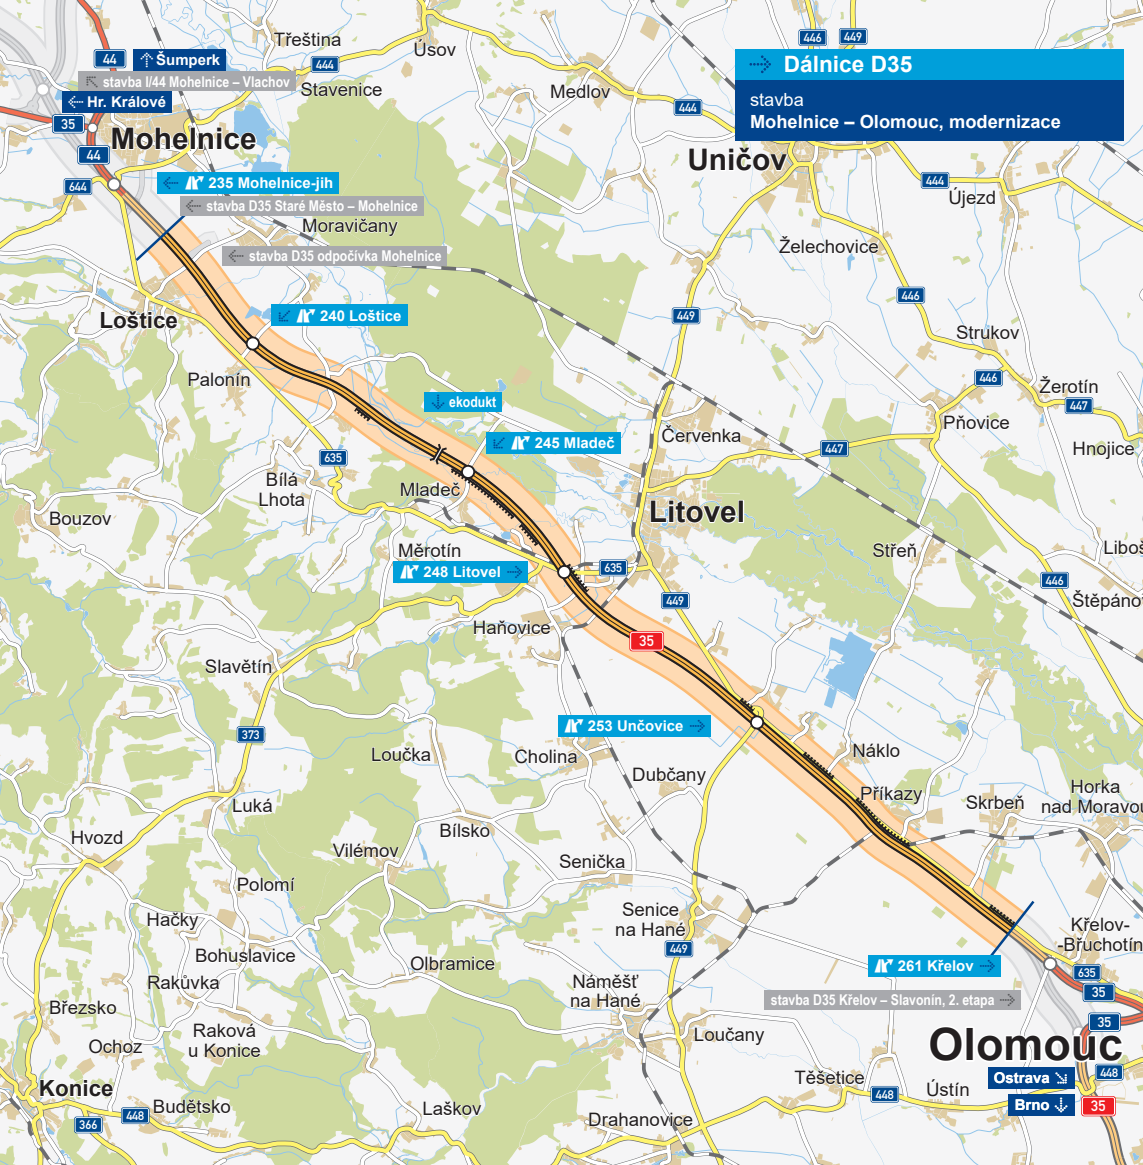 446
449
Třeština
Úsov
44
Šumperk
444
Dálnice D35
stavba I/44 Mohelnice – Vlachov
Stavenice
Medlov
stavba
Hr. Králové
444
Mohelnice – Olomouc, modernizace
35
Mohelnice
44
Uničov
644
235 Mohelnice-jih
444
Újezd
stavba D35 Staré Město – Mohelnice
Moravičany
Želechovice
stavba D35 odpočívka Mohelnice
446
240 Loštice
449
Loštice
Strukov
Palonín
446
Žerotín
ekodukt
447
Pňovice
245 Mladeč
Červenka
447
Hnojice
635
Bílá
Lhota
Mladeč
Litovel
Bouzov
Měrotín
Střeň
Liboš
248 Litovel
635
446
449
Štěpáno
Haňovice
35
Slavětín
253 Unčovice
373
Loučka
Cholina
Náklo
Dubčany
Příkazy
Horka
nad Moravou
Luká
Skrbeň
Hvozd
Bílsko
Vilémov
Senička
Polomí
Senice
na Hané
Hačky
Křelov-
-Břuchotín
Bohuslavice
449
Olbramice
261 Křelov
635
Rakůvka
Náměšť
na Hané
35
Březsko
stavba D35 Křelov – Slavonín, 2. etapa
35
Raková
u Konice
Loučany
Olomouc
Ochoz
448
Ostrava
Těšetice
Konice
Ústín
448
Brno
35
Budětsko
Laškov
448
366
Drahanovice